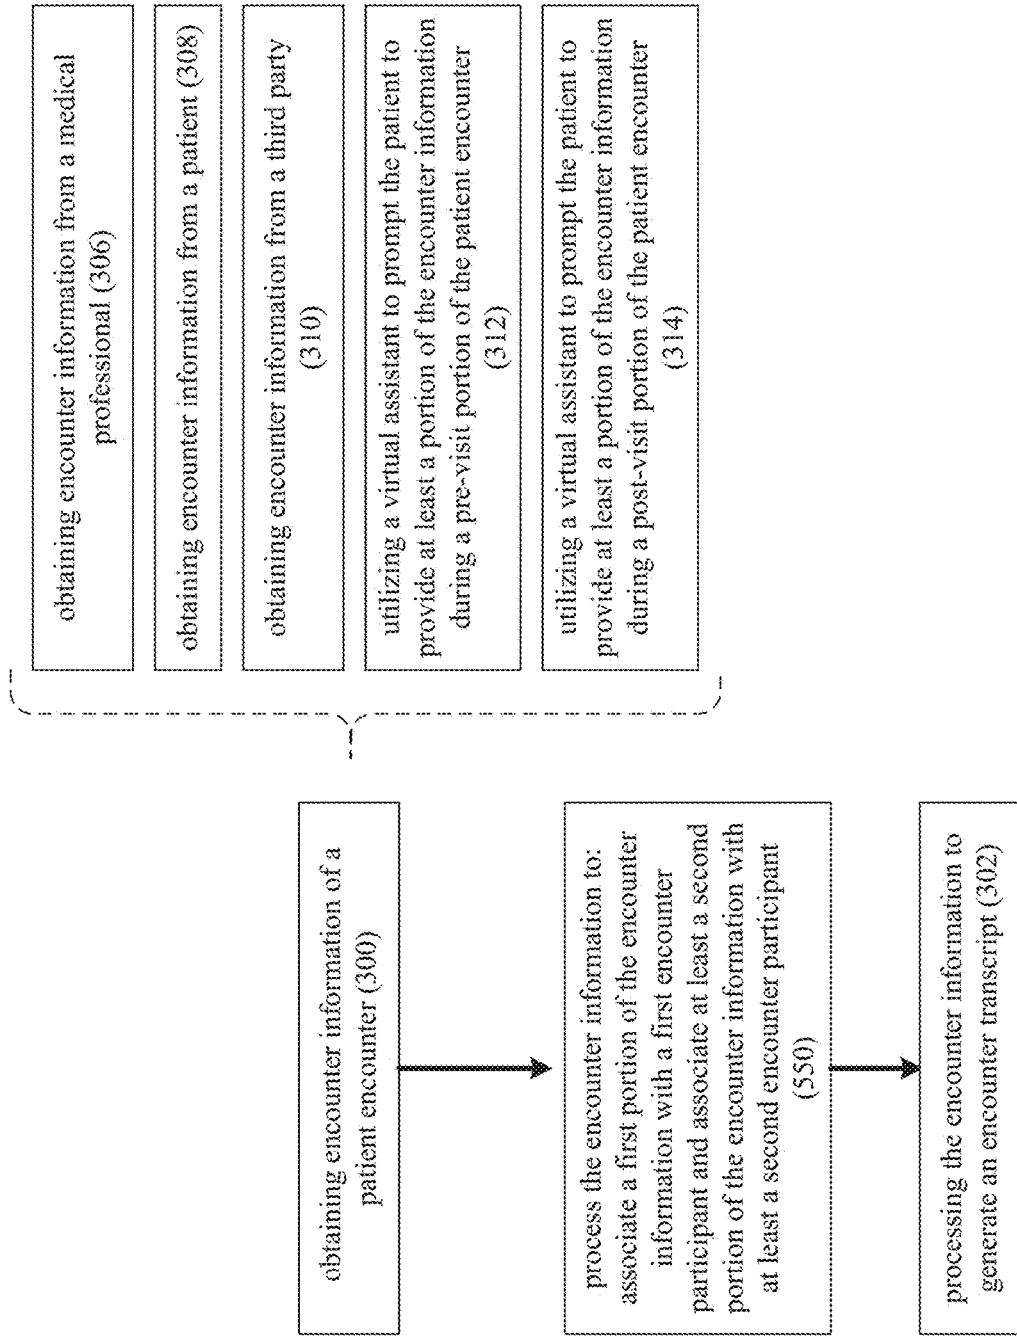 obtaining encounter information of a
patient encounter (300)
process the encounter information to:
associate a first portion of the encounter
information with a first encounter
participant and associate at least a second
portion of the encounter information with
at least a second encounter participant
(550)
processing the encounter information to
generate an encounter transcript (302)
obtaining encounter information from a medical
professional (306)
obtaining encounter information from a patient (308)
obtaining encounter information from a third party
(310)
utilizing a virtual assistant to prompt the patient to
provide at least a portion of the encounter information
during a pre-visit portion of the patient encounter
(312)
utilizing a virtual assistant to prompt the patient to
provide at least a portion of the encounter information
during a post-visit portion of the patient encounter
(314)